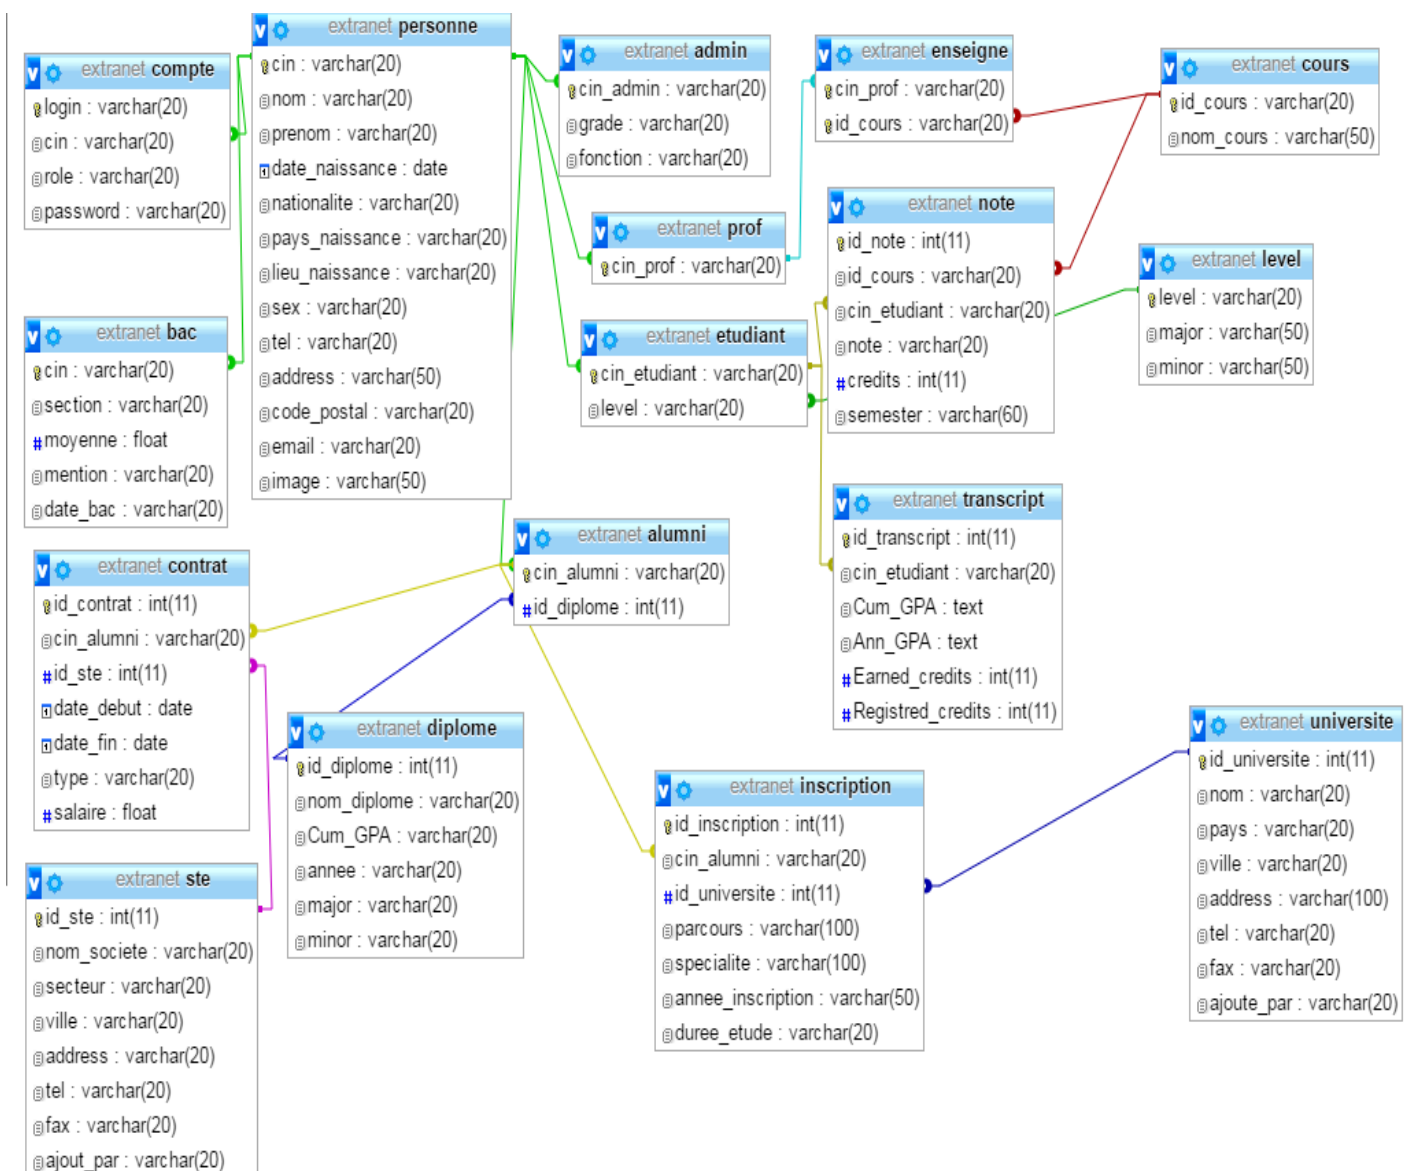 extranet compte
login : varchar(20)
cin : varchar(20)
role : varchar(20)
password : varchar(20)
extranet personne
cin : varchar(20)
nom : varchar(20)
prenom : varchar(20)
date_naissance : date
nationalite : varchar(20)
pays_naissance : varchar(20)
lieu_naissance : varchar(20)
sex : varchar(20)
tel : varchar(20)
address : varchar(50)
code_postal : varchar(20)
email : varchar(20)
image : varchar(50)
extranet admin
cin_admin : varchar(20)
grade : varchar(20)
fonction : varchar(20)
extranet enseigne
cin_prof : varchar(20)
id_cours : varchar(20)
extranet cours
id_cours : varchar(20)
nom_cours : varchar(50)
extranet prof
cin_prof : varchar(20)
extranet note
id_note : int(11)
id_cours : varchar(20)
cin_etudiant : varchar(20)
note : varchar(20)
# credits : int(11)
semester : varchar(60)
extranet level
level : varchar(20)
major : varchar(50)
minor : varchar(50)
extranet bac
cin : varchar(20)
section : varchar(20)
# moyenne : float
mention : varchar(20)
date_bac : varchar(20)
extranet etudiant
cin_etudiant : varchar(20)
level : varchar(20)
extranet transcript
id_transcript : int(11)
cin_etudiant : varchar(20)
Cum_GPA : text
Ann_GPA : text
# Earned_credits : int(11)
# Registred_credits : int(11)
extranet alumni
cin_alumni : varchar(20)
# id_diplome : int(11)
extranet contrat
id_contrat : int(11)
cin_alumni : varchar(20)
# id_ste : int(11)
date_debut : date
date_fin : date
type : varchar(20)
# salaire : float
extranet diplome
id_diplome : int(11)
nom_diplome : varchar(20)
Cum_GPA : varchar(20)
annee : varchar(20)
major : varchar(20)
minor : varchar(20)
extranet inscription
id_inscription : int(11)
cin_alumni : varchar(20)
# id_universite : int(11)
parcours : varchar(100)
specialite : varchar(100)
annee_inscription : varchar(50)
duree_etude : varchar(20)
extranet universite
id_universite : int(11)
nom : varchar(20)
pays : varchar(20)
ville : varchar(20)
address : varchar(100)
tel : varchar(20)
fax : varchar(20)
ajoute_par : varchar(20)
extranet ste
id_ste : int(11)
nom_societe : varchar(20)
secteur : varchar(20)
ville : varchar(20)
address : varchar(20)
tel : varchar(20)
fax : varchar(20)
ajout_par : varchar(20)